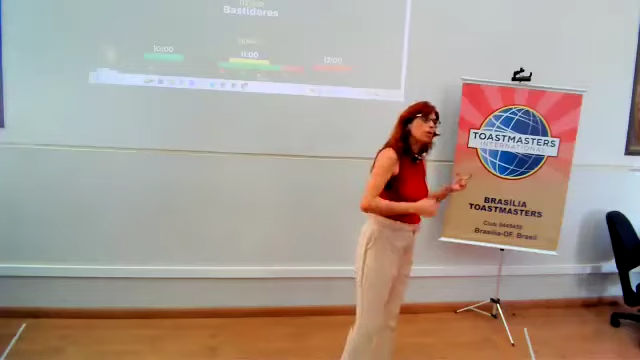 Bastidores
10:00
11:00
12:00
TOASTMASTERS
INTERNATIONAL
BRASÍLIA
TOASTMASTERS
Brasília-DF, Brasil